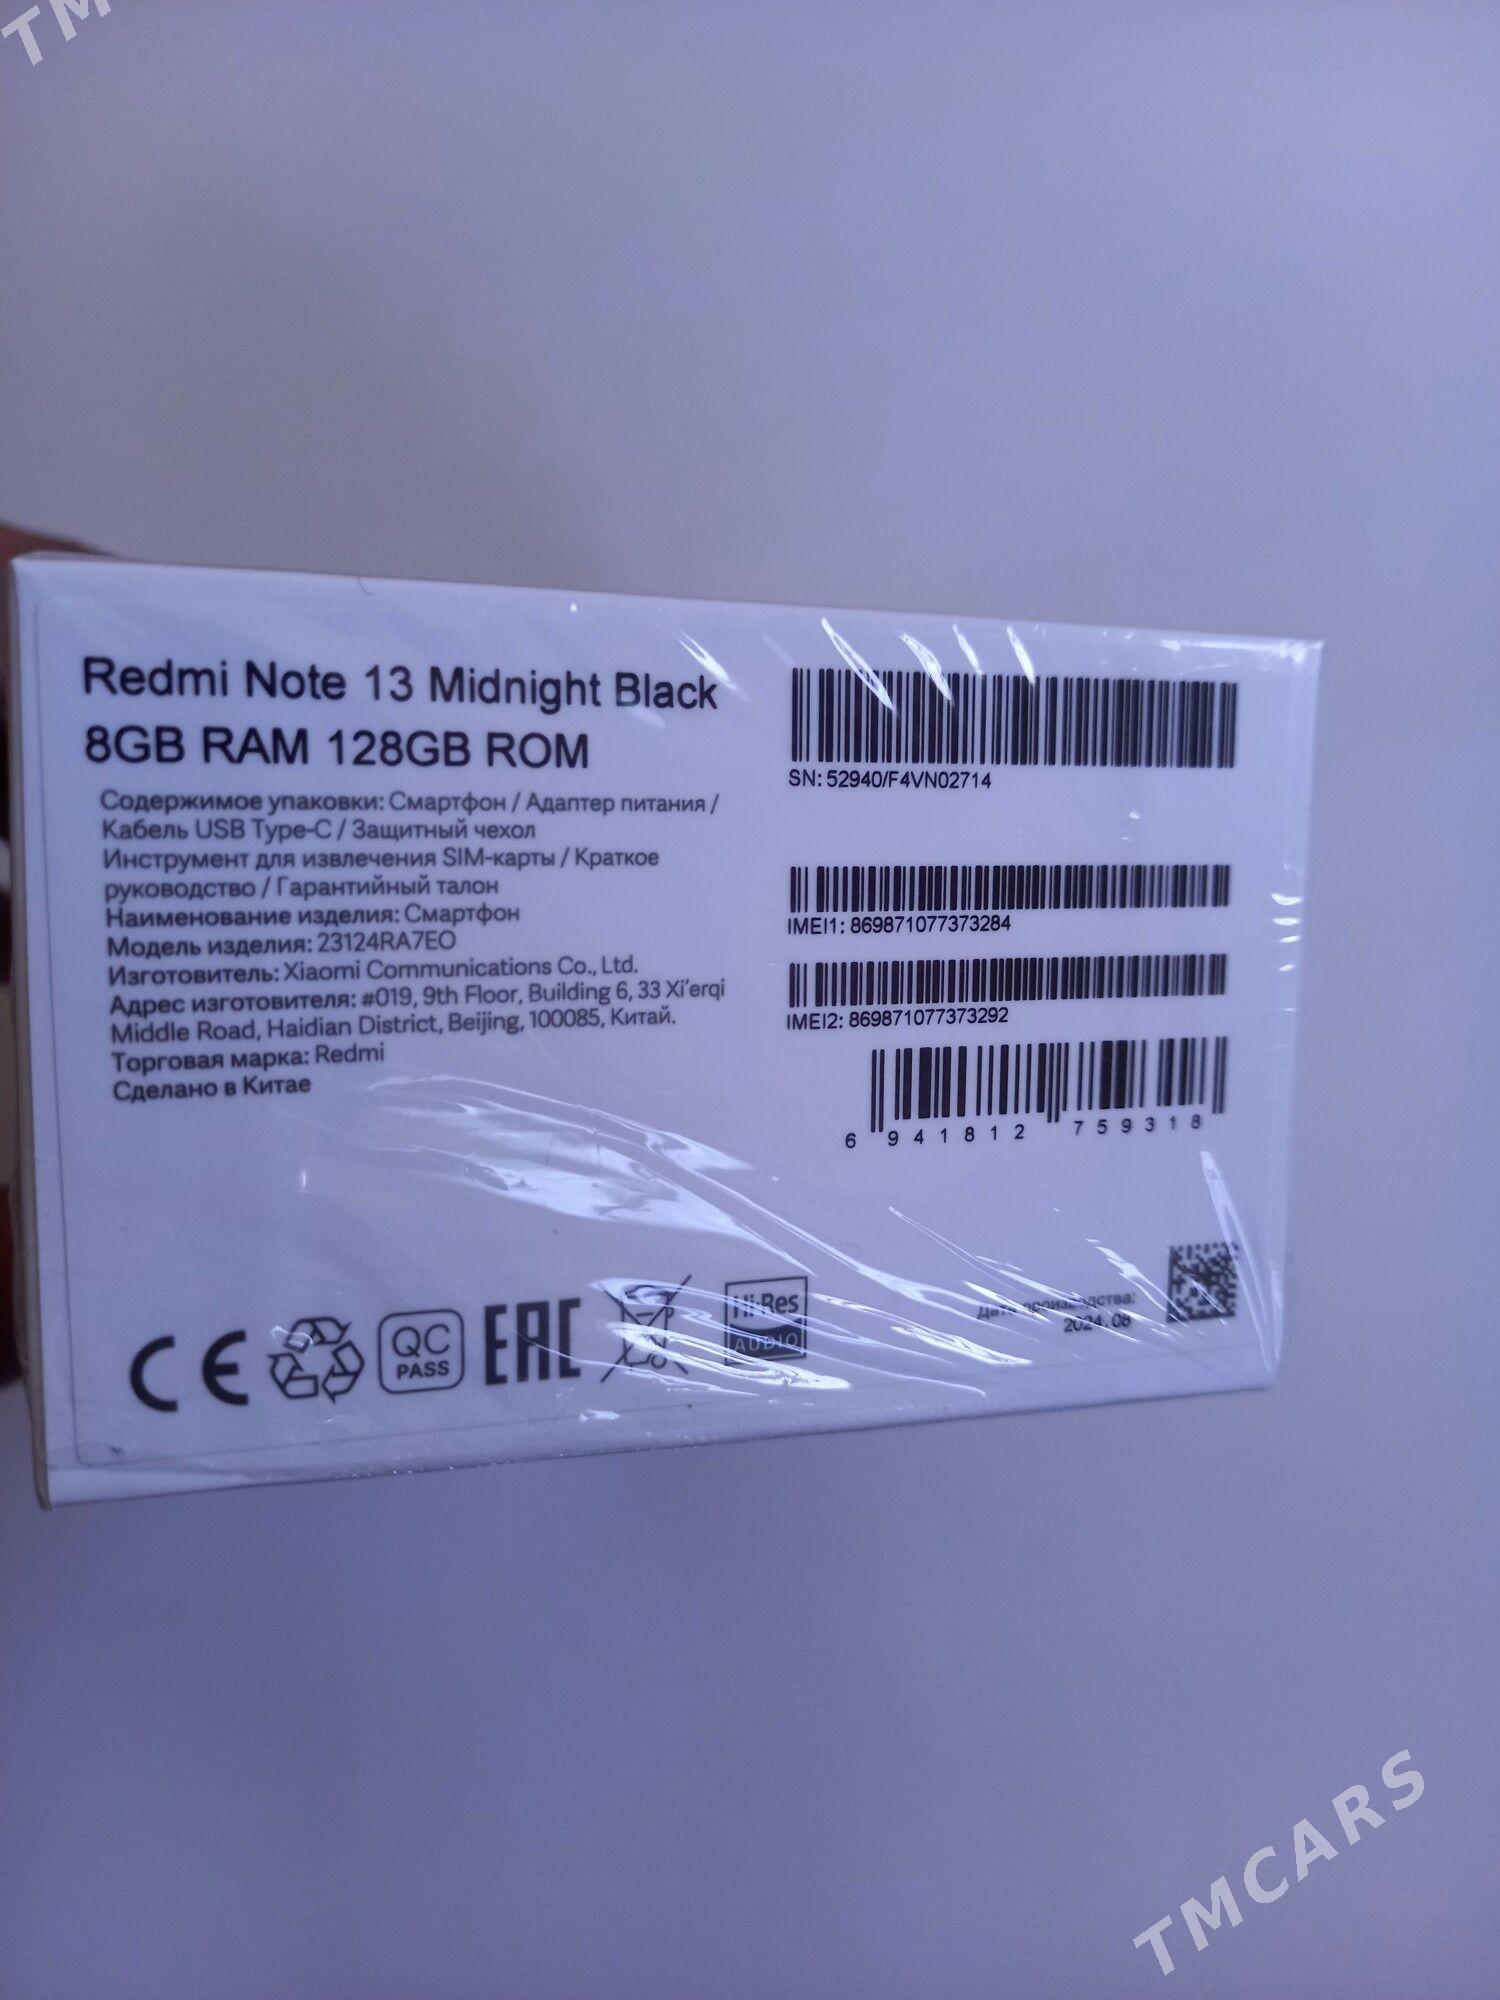 TM
Redmi Note 13 Midnight Black
8GB RAM 128GB ROM
Содержимое упаковки: Смартфон / Адаптер питания /
Кабель USB Type-C / Защитный чехол
Инструмент для извлечения SIM-карты / Краткое
руководство / Гарантийный талон
Наименование изделия: Смартфон
Модель изделия: 23124RA7EO
Изготовитель: Xiaomi Communications Co., Ltd.
Адрес изготовителя: #019, 9th Floor, Building 6, 33 Xi'erqi
Middle Road, Haidian District, Beijing, 100085, Китай.
Торговая марка: Redmi
Сделано в Китае
SN: 52940/F4VN02714
IMEI1: 869871077373284
IMEI2: 869871077373292
6 941812 759318
CE
QC
PASS
EAC
Hi-Res
AUDIO
Дата производства:
2024.08
TMCARS